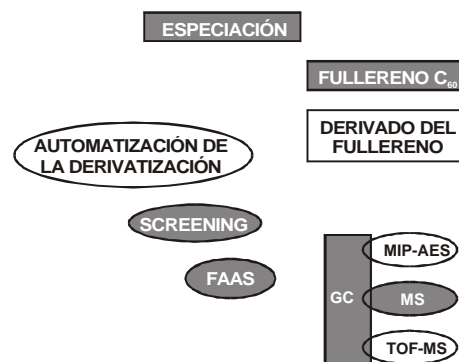 ESPECIACIÓN
FULLERENO C₆₀
DERIVADO DEL
FULLERENO
AUTOMATIZACIÓN DE
LA DERIVATIZACIÓN
SCREENING
FAAS
MIP-AES
GC
MS
TOF-MS